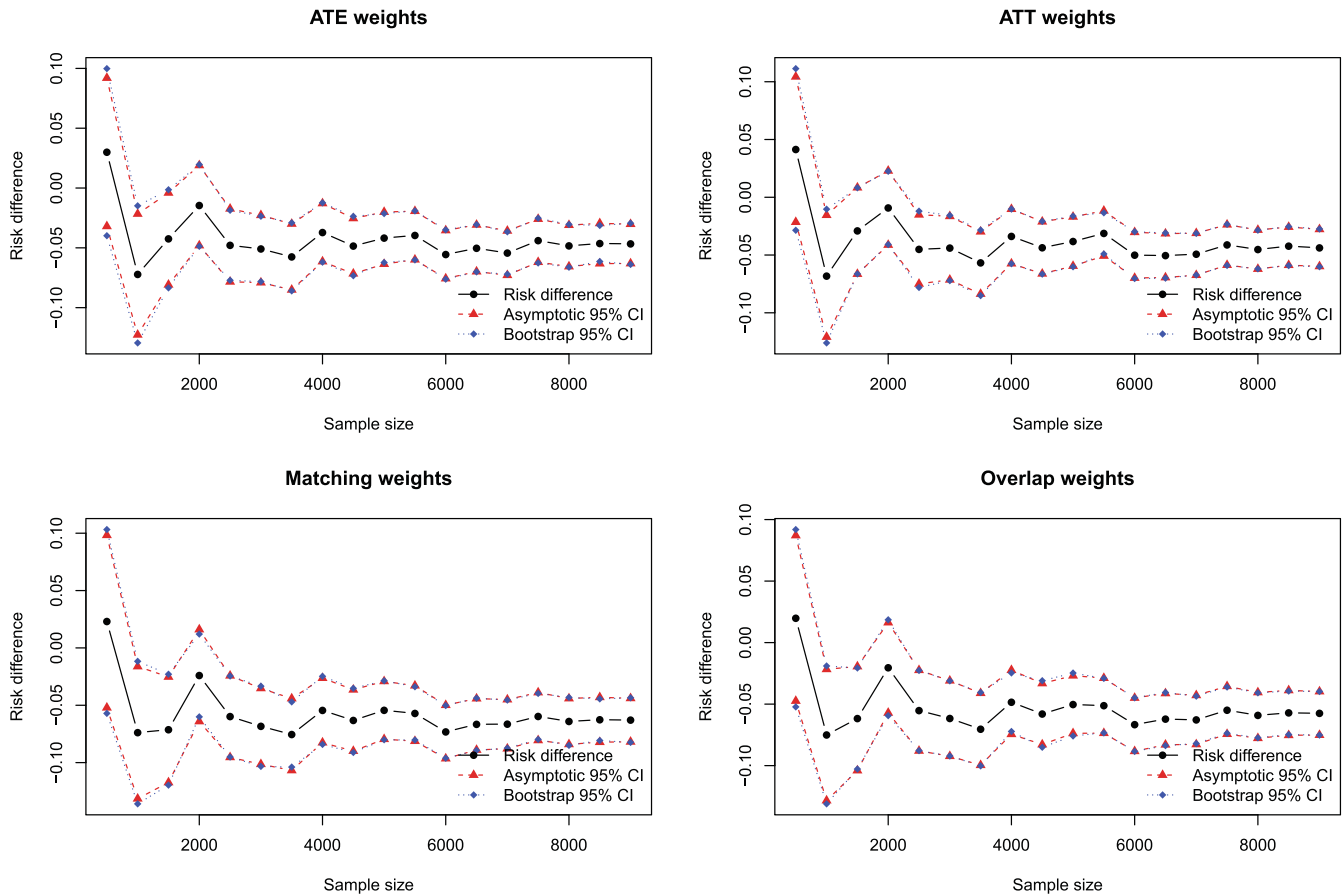 ATE weights
Risk difference
0.10
0.05
0.00
−0.05
−0.10
Risk difference
Asymptotic 95% CI
Bootstrap 95% CI
2000
4000
6000
8000
Sample size
ATT weights
Risk difference
0.10
0.05
0.00
−0.05
−0.10
Risk difference
Asymptotic 95% CI
Bootstrap 95% CI
2000
4000
6000
8000
Sample size
Matching weights
Risk difference
0.10
0.05
0.00
−0.05
−0.10
Risk difference
Asymptotic 95% CI
Bootstrap 95% CI
2000
4000
6000
8000
Sample size
Overlap weights
Risk difference
0.10
0.05
0.00
−0.05
−0.10
Risk difference
Asymptotic 95% CI
Bootstrap 95% CI
2000
4000
6000
8000
Sample size